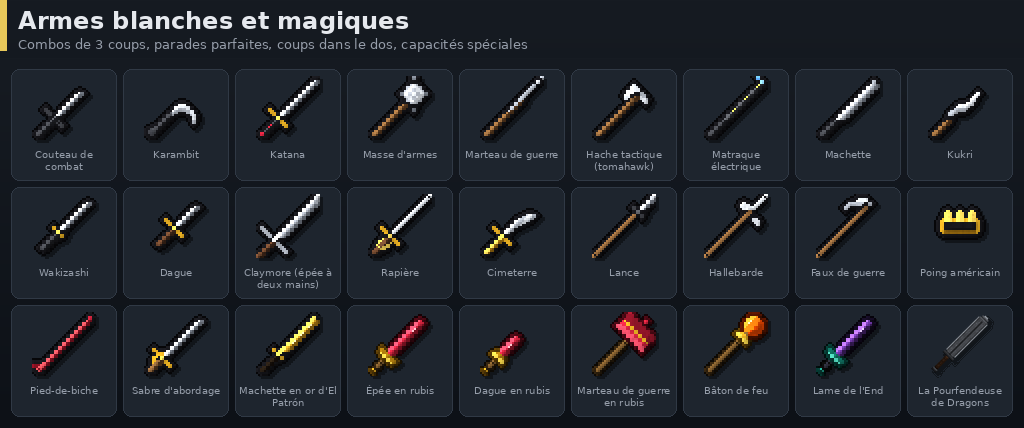 Armes blanches et magiques
Combos de 3 coups, parades parfaites, coups dans le dos, capacités spéciales
Couteau de
combat
Karambit
Katana
Masse d'armes
Marteau de guerre
Hache tactique
(tomahawk)
Matraque
électrique
Machette
Kukri
Wakizashi
Dague
Claymore (épée à
deux mains)
Rapière
Cimeterre
Lance
Hallebarde
Faux de guerre
Poing américain
Pied-de-biche
Sabre d'abordage
Machette en or d'El
Patrón
Épée en rubis
Dague en rubis
Marteau de guerre
en rubis
Bâton de feu
Lame de l'End
La Pourfendeuse
de Dragons